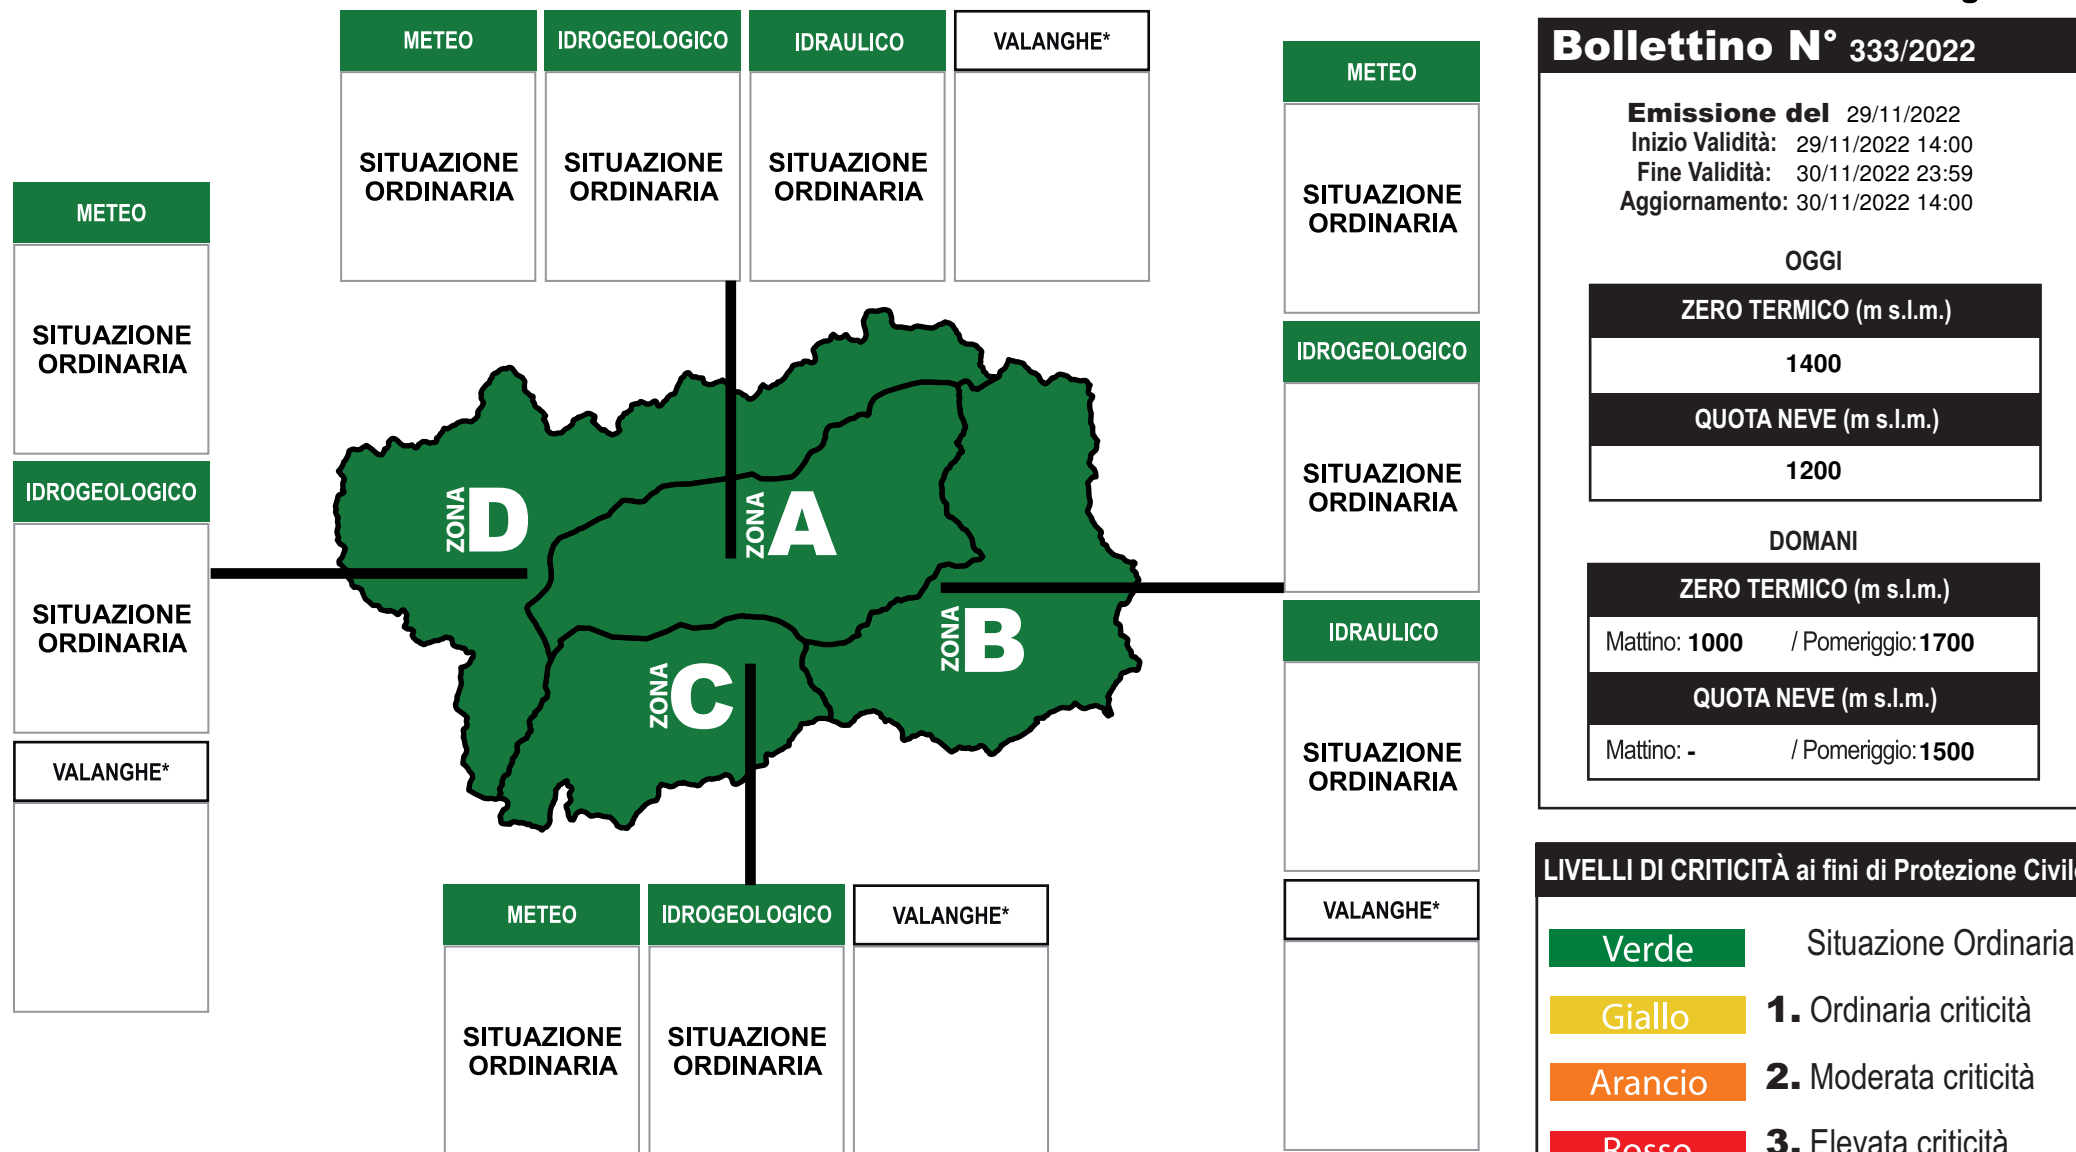 METEO
IDROGEOLOGICO
IDRAULICO
VALANGHE*
SITUAZIONE
ORDINARIA
SITUAZIONE
ORDINARIA
SITUAZIONE
ORDINARIA
METEO
SITUAZIONE
ORDINARIA
IDROGEOLOGICO
SITUAZIONE
ORDINARIA
VALANGHE*
ZONA D
ZONA A
ZONA B
ZONA C
METEO
SITUAZIONE
ORDINARIA
IDROGEOLOGICO
SITUAZIONE
ORDINARIA
IDRAULICO
SITUAZIONE
ORDINARIA
VALANGHE*
METEO
IDROGEOLOGICO
VALANGHE*
SITUAZIONE
ORDINARIA
SITUAZIONE
ORDINARIA
Bollettino N° 333/2022
Emissione del 29/11/2022
Inizio Validità: 29/11/2022 14:00
Fine Validità: 30/11/2022 23:59
Aggiornamento: 30/11/2022 14:00
OGGI
ZERO TERMICO (m s.l.m.)
1400
QUOTA NEVE (m s.l.m.)
1200
DOMANI
ZERO TERMICO (m s.l.m.)
Mattino: 1000 / Pomeriggio: 1700
QUOTA NEVE (m s.l.m.)
Mattino: - / Pomeriggio: 1500
LIVELLI DI CRITICITÀ ai fini di Protezione Civile
Verde Situazione Ordinaria
Giallo 1. Ordinaria criticità
Arancio 2. Moderata criticità
Rosso 3. Elevata criticità